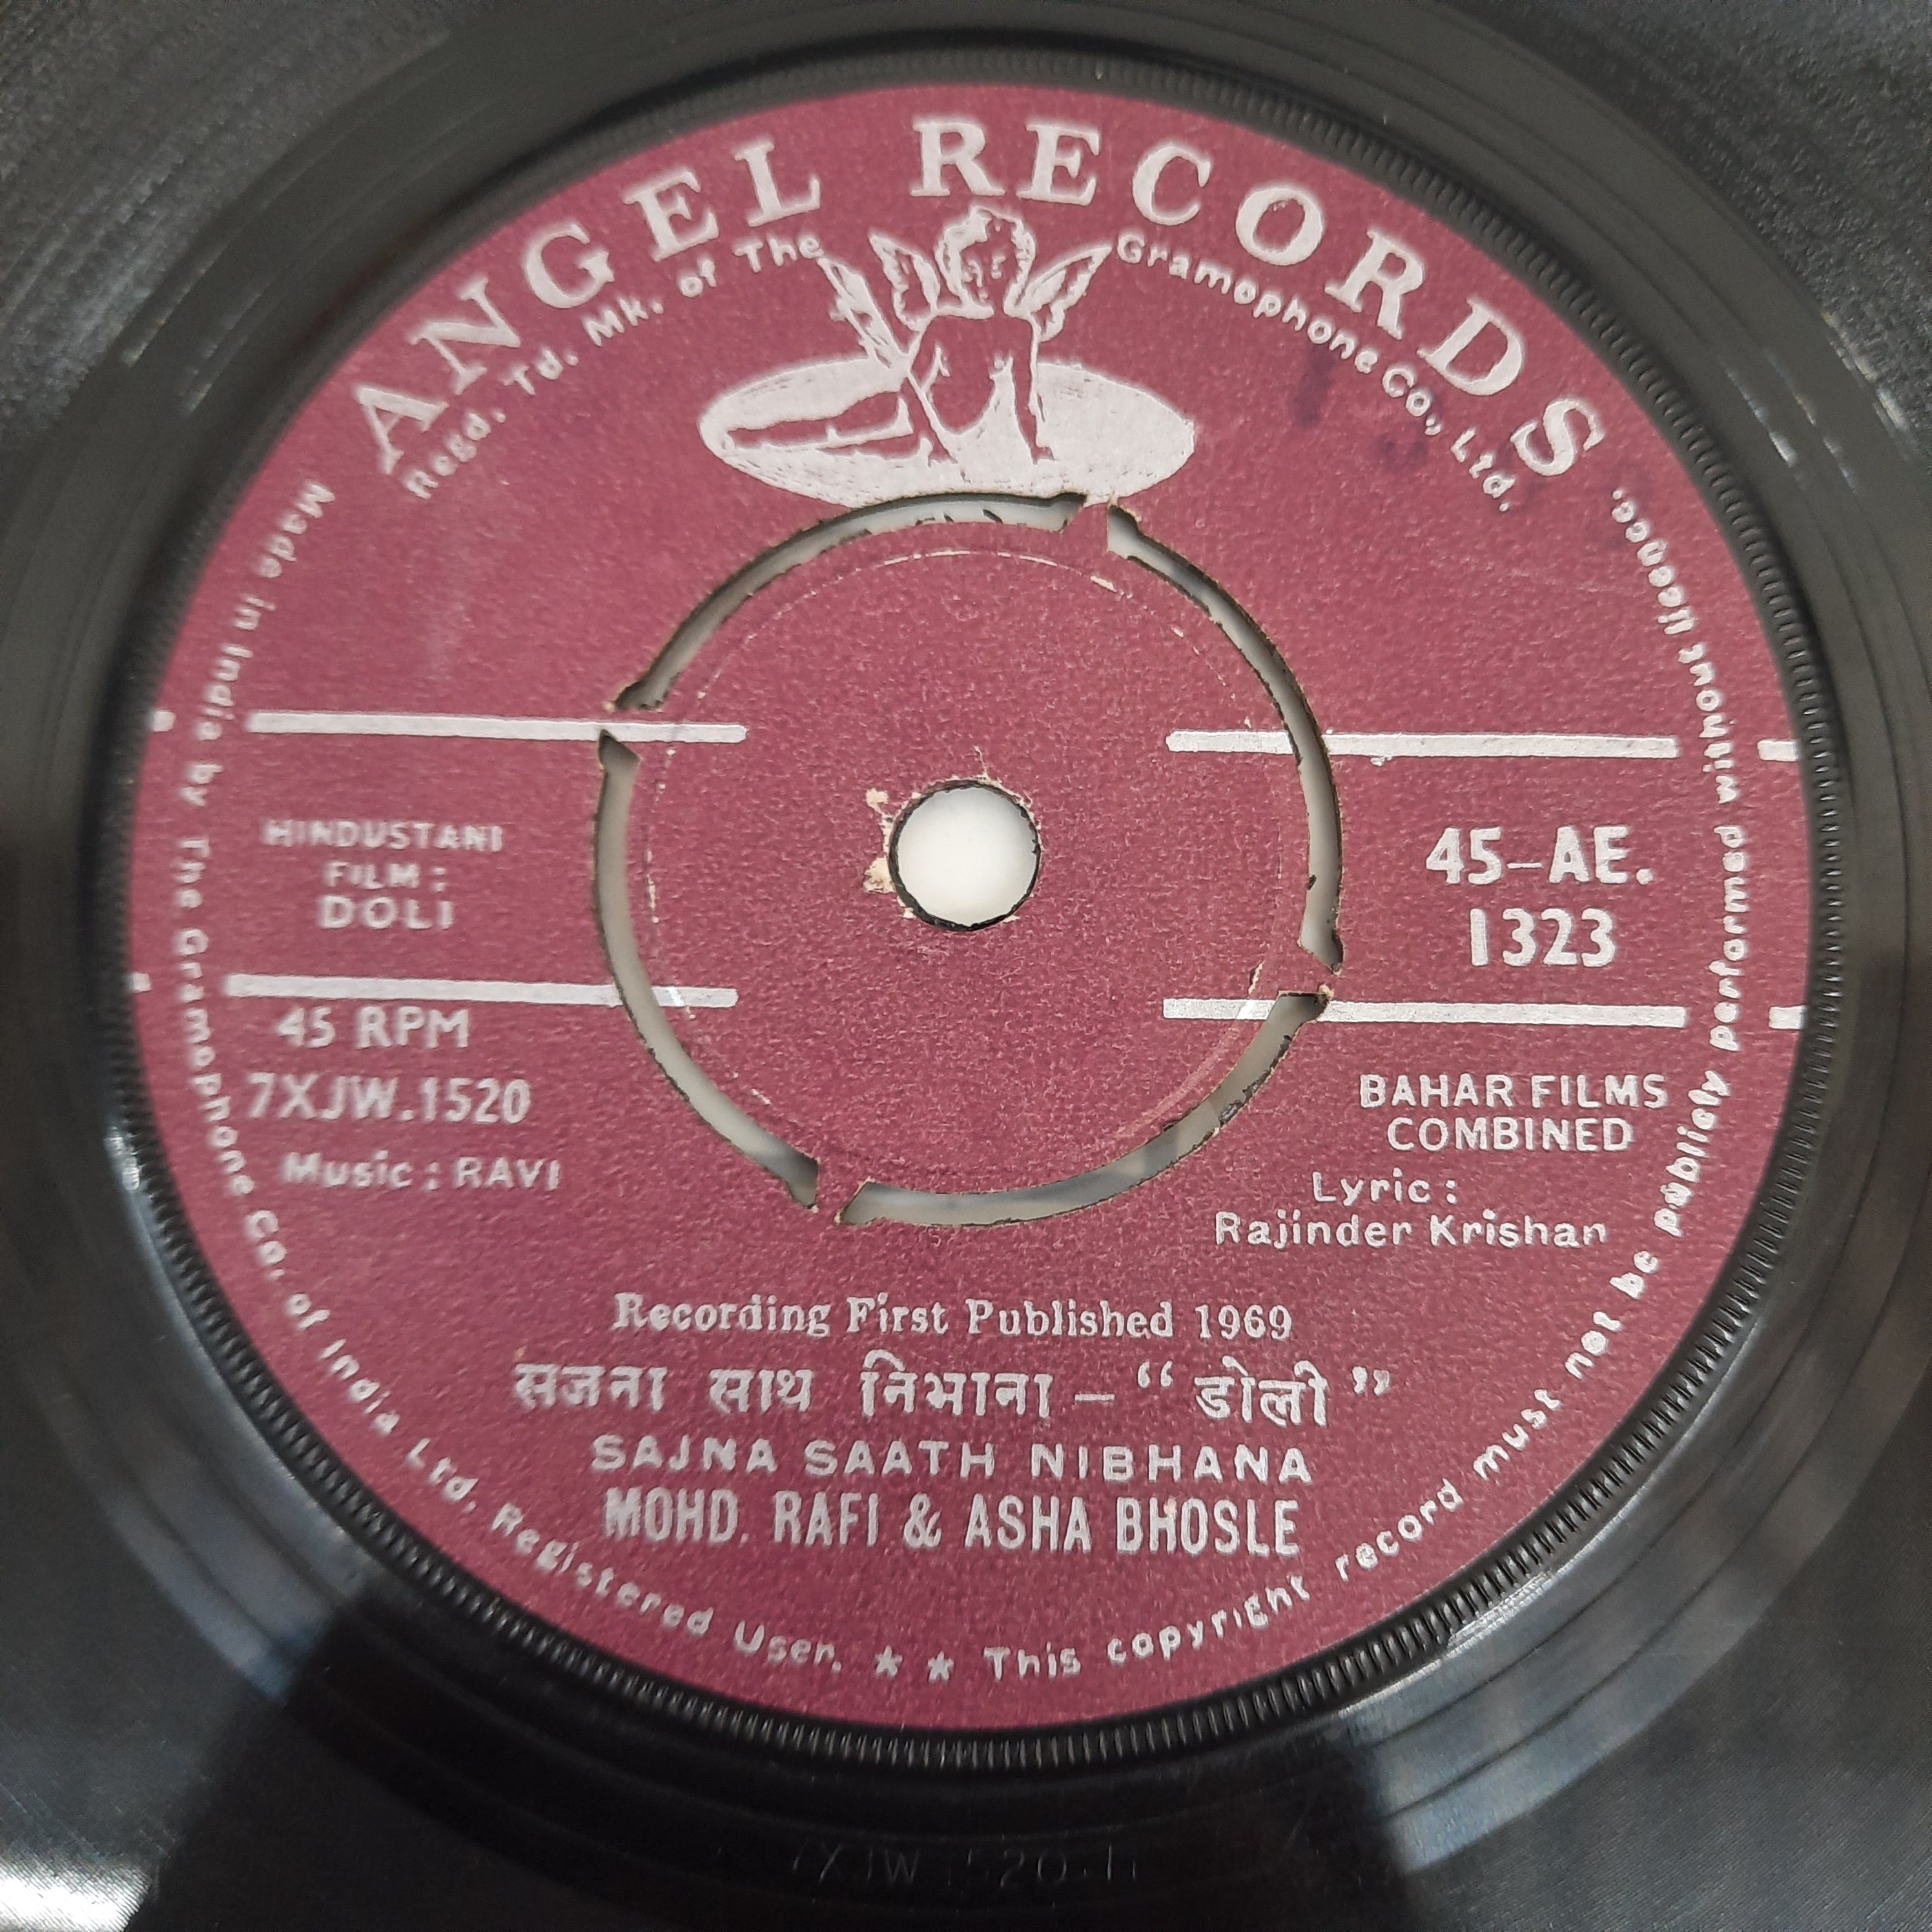 ANGEL RECORDS
Regd. Td. Mk. of The Gramophone Co., Ltd.
HINDUSTANI
FILM :
DOLI
45-AE.
1323
45 RPM
7XJW.1520
Music : RAVI
BAHAR FILMS
COMBINED
Lyric :
Rajinder Krishan
Recording First Published 1969
सजना साथ निभाना – “ डोली ”
SAJNA SAATH NIBHANA
MOHD. RAFI & ASHA BHOSLE
Made in India by The Gramophone Co. of India Ltd. Registered User. ★ ★ This copyright record must not be publicly performed without licence.